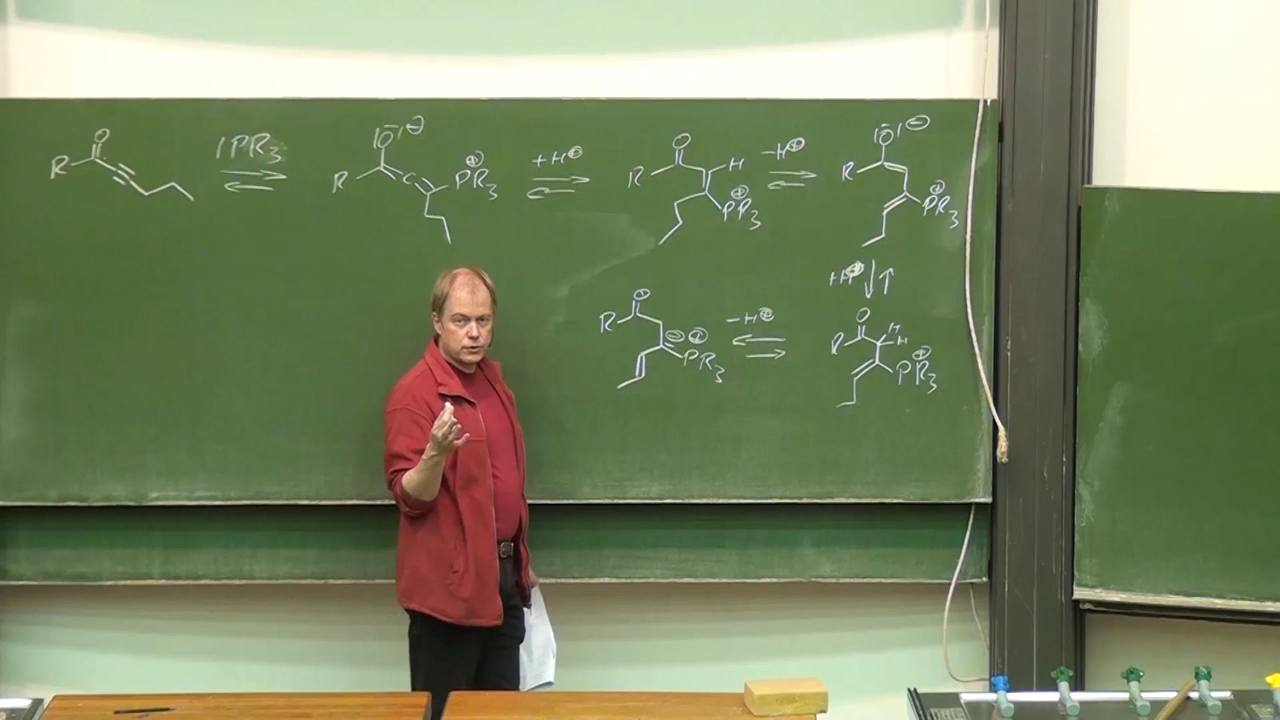 R O |PR₃ ⇌
R |O|⊖ C ⊕ PR₃
+H⊕ ⇌
R O H ⊕ PR₃
−H⊕ ⇌
R |O|⊖ ⊕ PR₃
+H⊕ ↓↑
R O H H ⊕ PR₃
−H⊕ ⇌
R O ⊖ ⊕ PR₃